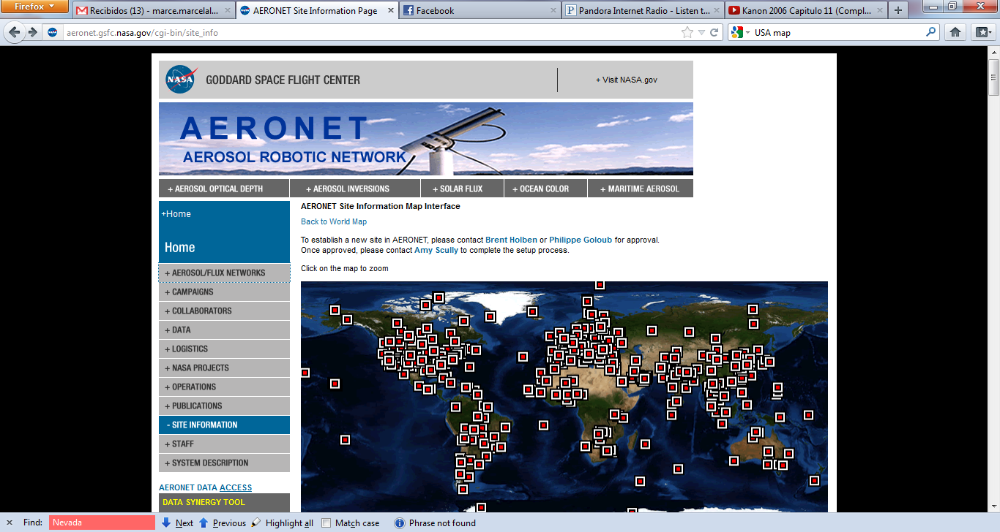 Firefox
Recibidos (13) - marce.marcelal...
AERONET Site Information Page
Facebook
Pandora Internet Radio - Listen t...
Kanon 2006 Capitulo 11 (Compl...
aeronet.gsfc.nasa.gov/cgi-bin/site_info
USA map
NASA
GODDARD SPACE FLIGHT CENTER
+ Visit NASA.gov
AERONET
AEROSOL ROBOTIC NETWORK
+ AEROSOL OPTICAL DEPTH
+ AEROSOL INVERSIONS
+ SOLAR FLUX
+ OCEAN COLOR
+ MARITIME AEROSOL
+Home
Home
+ AEROSOL/FLUX NETWORKS
+ CAMPAIGNS
+ COLLABORATORS
+ DATA
+ LOGISTICS
+ NASA PROJECTS
+ OPERATIONS
+ PUBLICATIONS
- SITE INFORMATION
+ STAFF
+ SYSTEM DESCRIPTION
AERONET DATA ACCESS
DATA SYNERGY TOOL
AERONET Site Information Map Interface
Back to World Map
To establish a new site in AERONET, please contact Brent Holben or Philippe Goloub for approval.
Once approved, please contact Amy Scully to complete the setup process.
Click on the map to zoom
Find: Nevada Next Previous Highlight all Match case Phrase not found